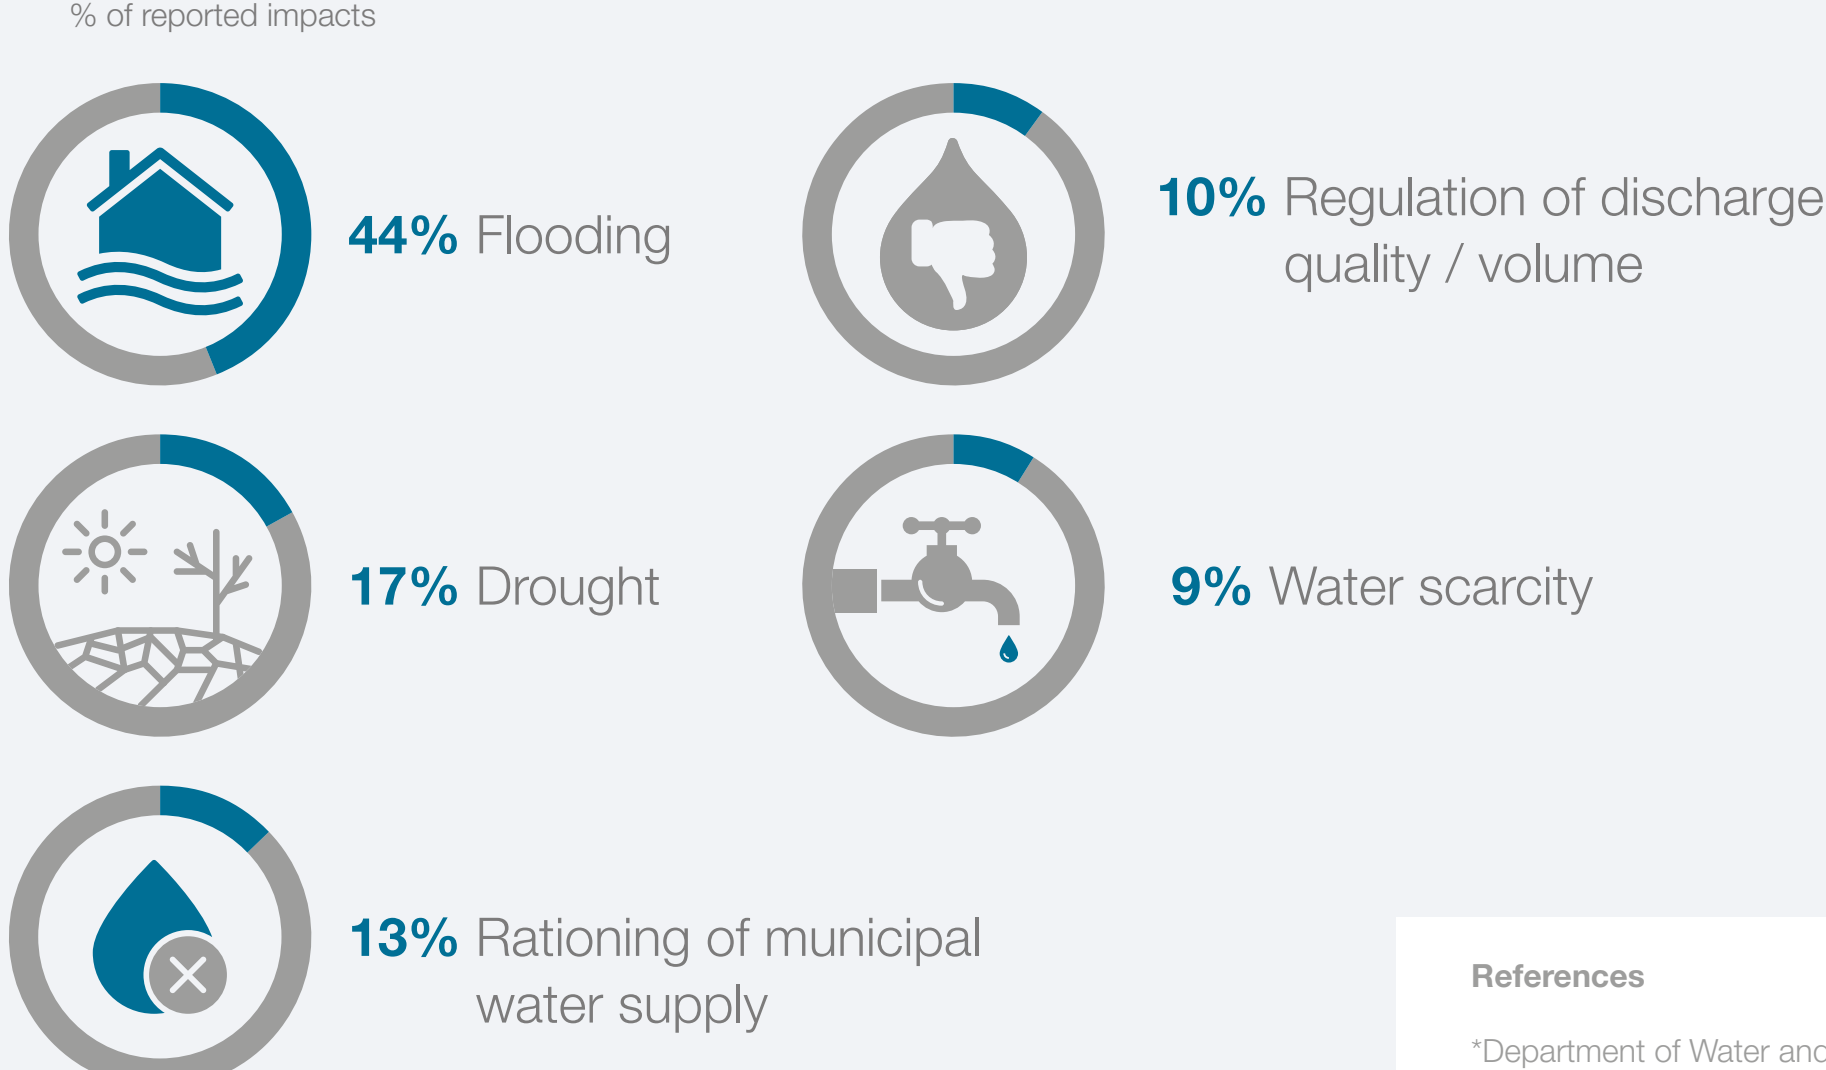 % of reported impacts
44% Flooding
17% Drought
13% Rationing of municipal
water supply
10% Regulation of discharge
quality / volume
9% Water scarcity
References
*Department of Water and